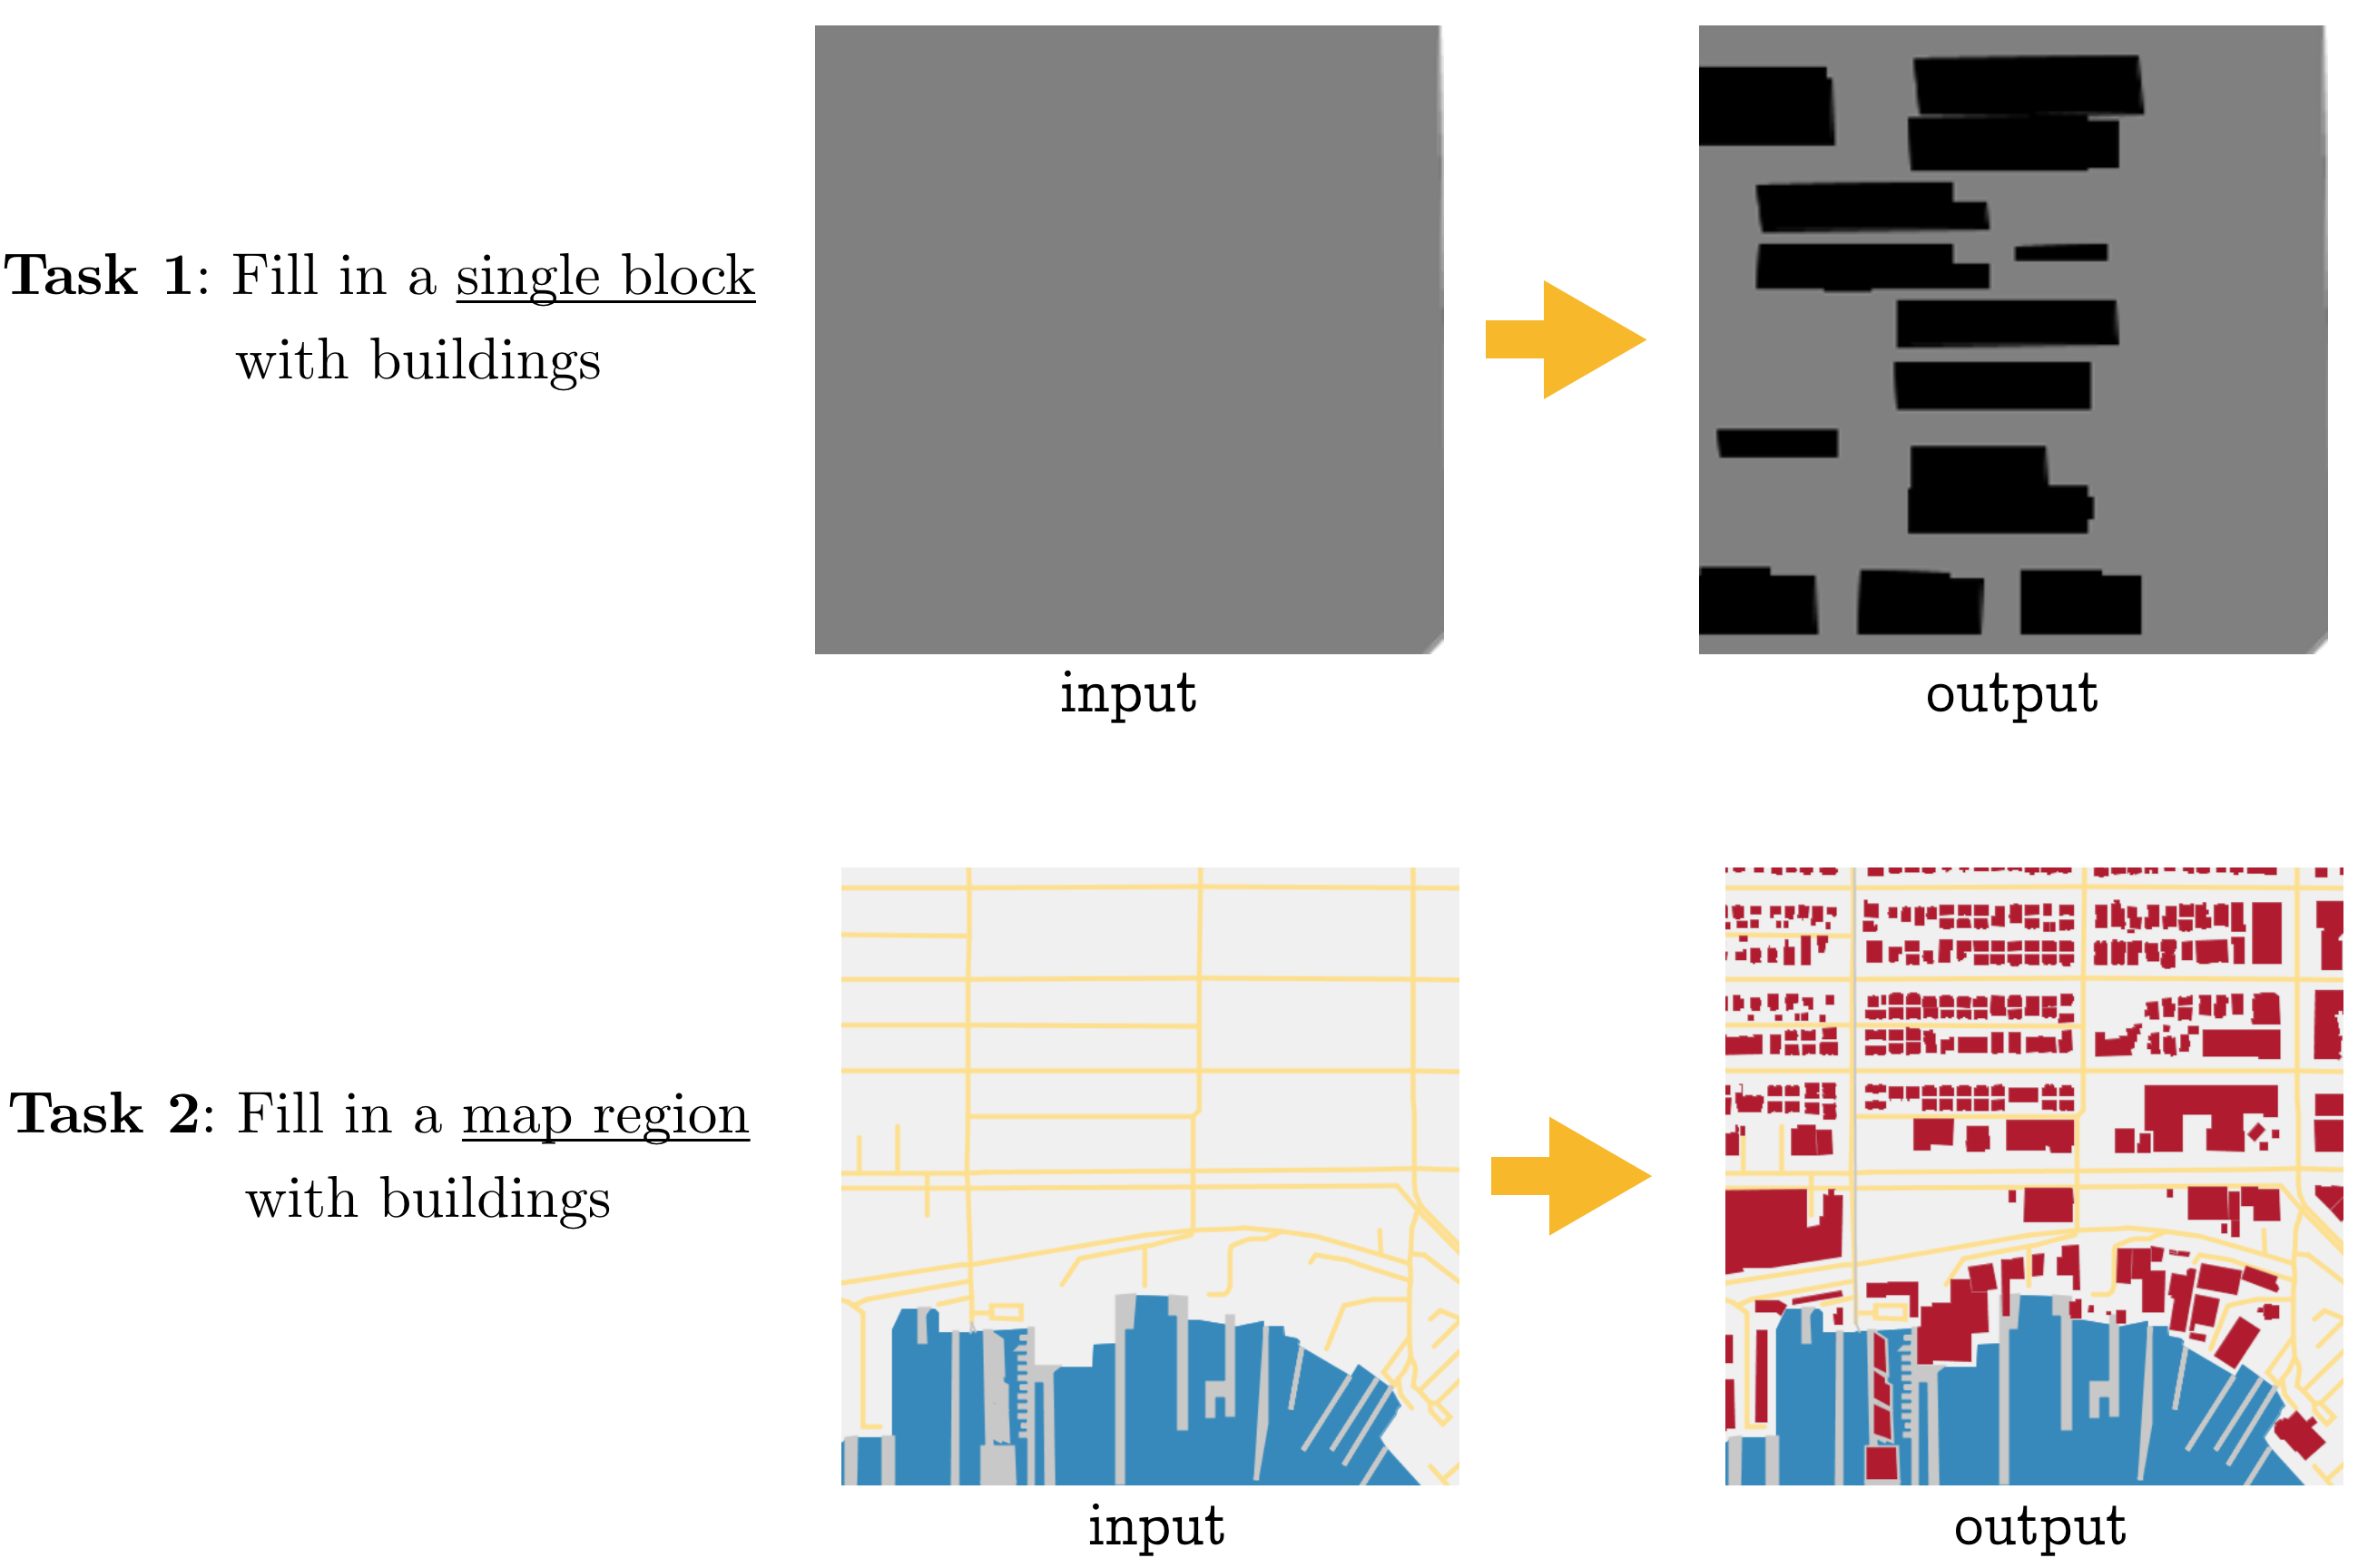 Task 1: Fill in a single block
with buildings
input
output
Task 2: Fill in a map region
with buildings
input
output